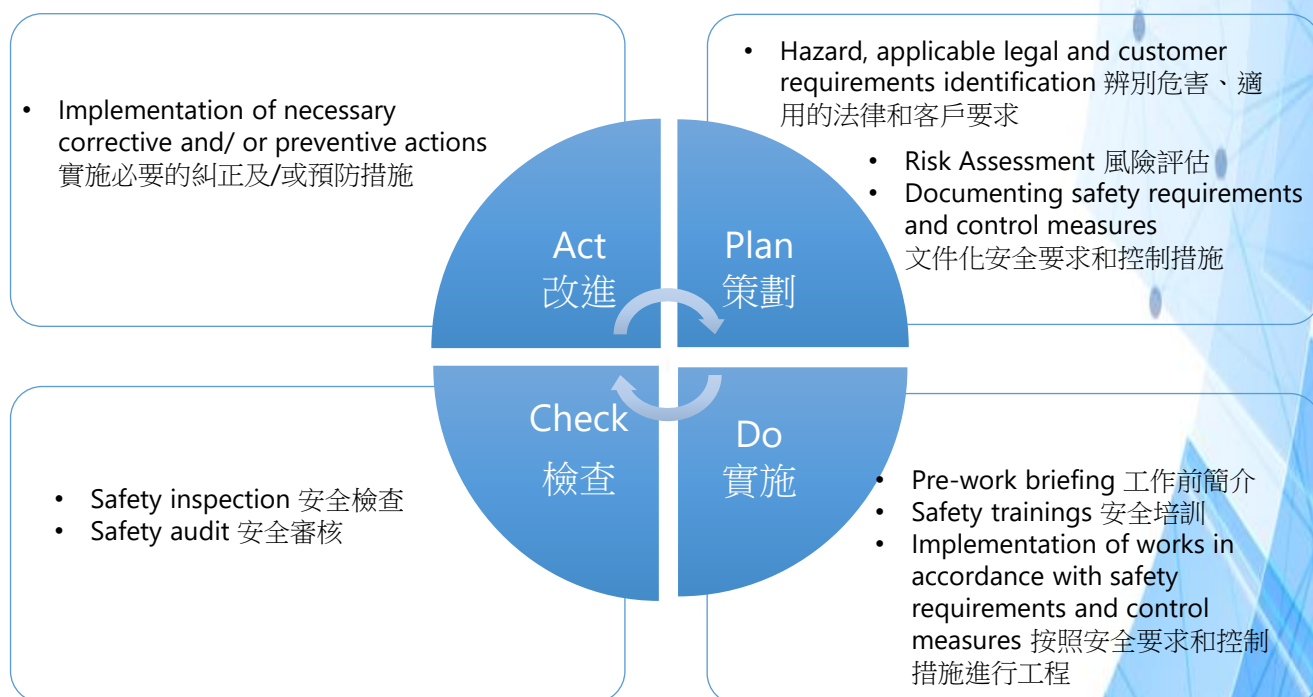 • Implementation of necessary
corrective and/ or preventive actions
實施必要的糾正及/或預防措施
• Hazard, applicable legal and customer
requirements identification 辨別危害、適
用的法律和客戶要求
• Risk Assessment 風險評估
• Documenting safety requirements
and control measures
文件化安全要求和控制措施
Act
改進
Plan
策劃
Check
檢查
Do
實施
• Safety inspection 安全檢查
• Safety audit 安全審核
• Pre-work briefing 工作前簡介
• Safety trainings 安全培訓
• Implementation of works in
accordance with safety
requirements and control
measures 按照安全要求和控制
措施進行工程